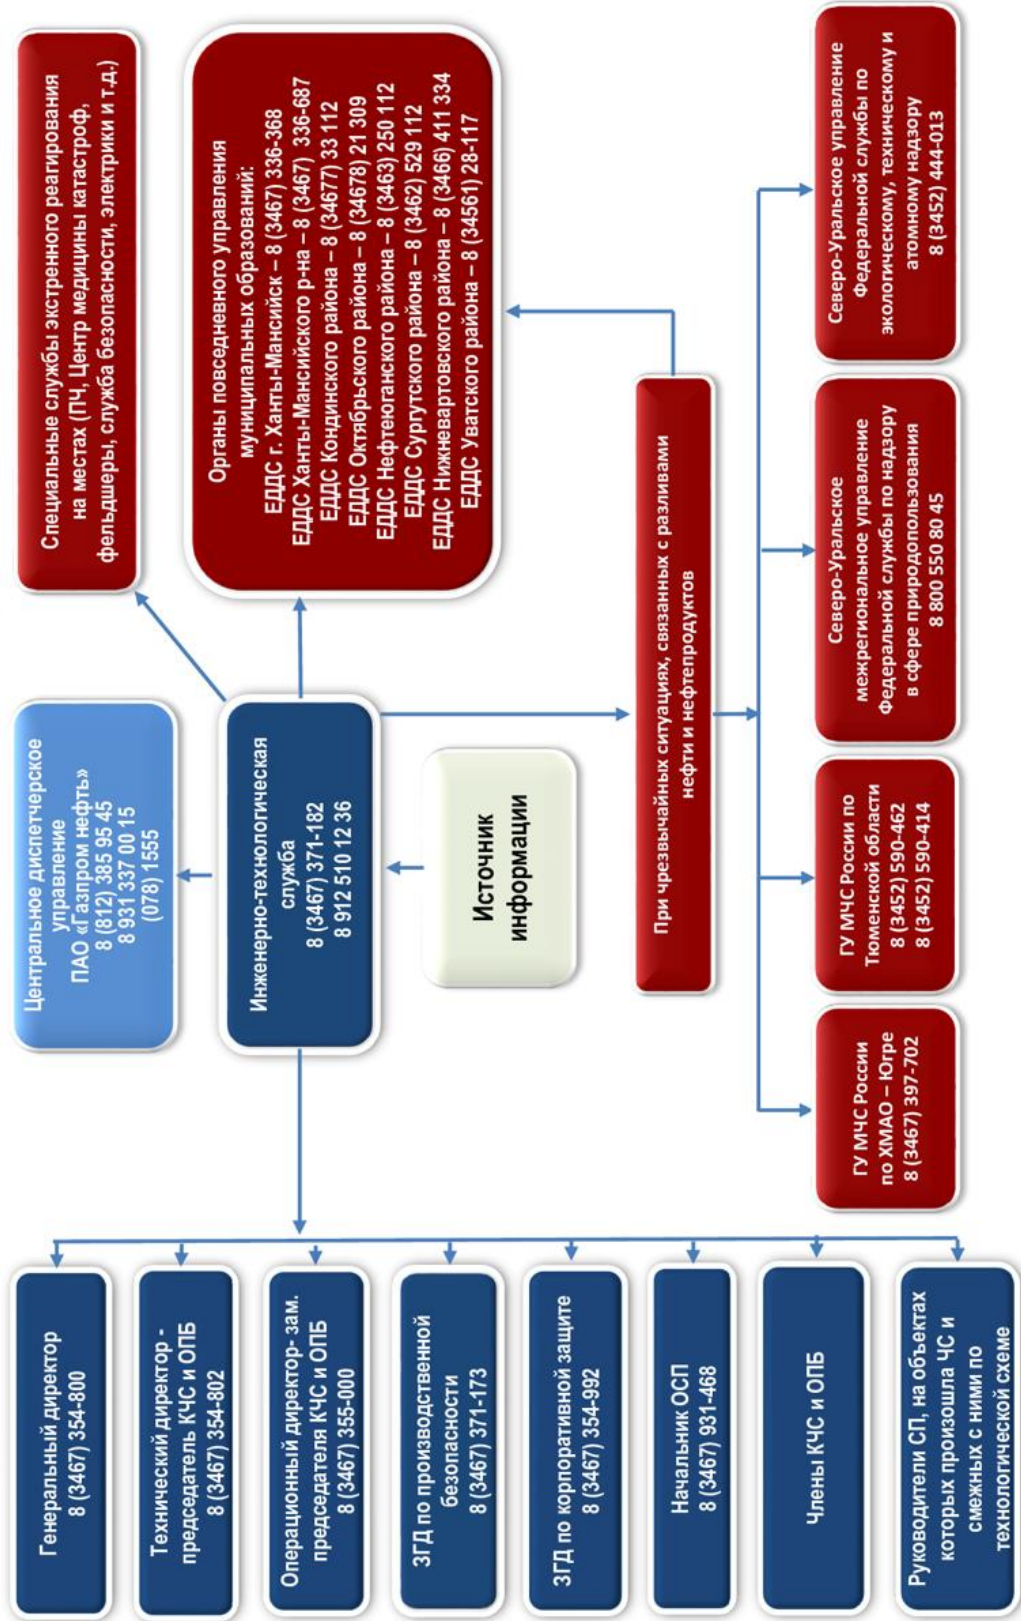 Генеральный директор
8 (3467) 354-800
Технический директор -
председатель КЧС и ОПБ
8 (3467) 354-802
Операционный директор- зам.
председателя КЧС и ОПБ
8 (3467) 355-000
ЗГД по производственной
безопасности
8 (3467) 371-173
ЗГД по корпоративной защите
8 (3467) 354-992
Начальник ОСП
8 (3467) 931-468
Члены КЧС и ОПБ
Руководители СП, на объектах
которых произошла ЧС и
смежных с ними по
технологической схеме
Центральное диспетчерское
управление
ПАО «Газпром нефть»
8 (812) 385 95 45
8 931 337 00 15
(078) 1555
Инженерно-технологическая
служба
8 (3467) 371-182
8 912 510 12 36
Источник
информации
Специальные службы экстренного реагирования
на местах (ПЧ, Центр медицины катастроф,
фельдшеры, служба безопасности, электрики и т.д.)
Органы повседневного управления
муниципальных образований:
ЕДДС г. Ханты-Мансийск – 8 (3467) 336-368
ЕДДС Ханты-Мансийского р-на – 8 (3467) 336-687
ЕДДС Кондинского района – 8 (34677) 33 112
ЕДДС Октябрьского района – 8 (34678) 21 309
ЕДДС Нефтеюганского района – 8 (3463) 250 112
ЕДДС Сургутского района – 8 (3462) 529 112
ЕДДС Нижневартовского района – 8 (3466) 411 334
ЕДДС Уватского района – 8 (34561) 28-117
При чрезвычайных ситуациях, связанных с разливами
нефти и нефтепродуктов
ГУ МЧС России
по ХМАО – Югре
8 (3467) 397-702
ГУ МЧС России по
Тюменской области
8 (3452) 590-462
8 (3452) 590-414
Северо-Уральское
межрегиональное управление
Федеральной службы по надзору
в сфере природопользования
8 800 550 80 45
Северо-Уральское управление
Федеральной службы по
экологическому, техническому и
атомному надзору
8 (3452) 444-013